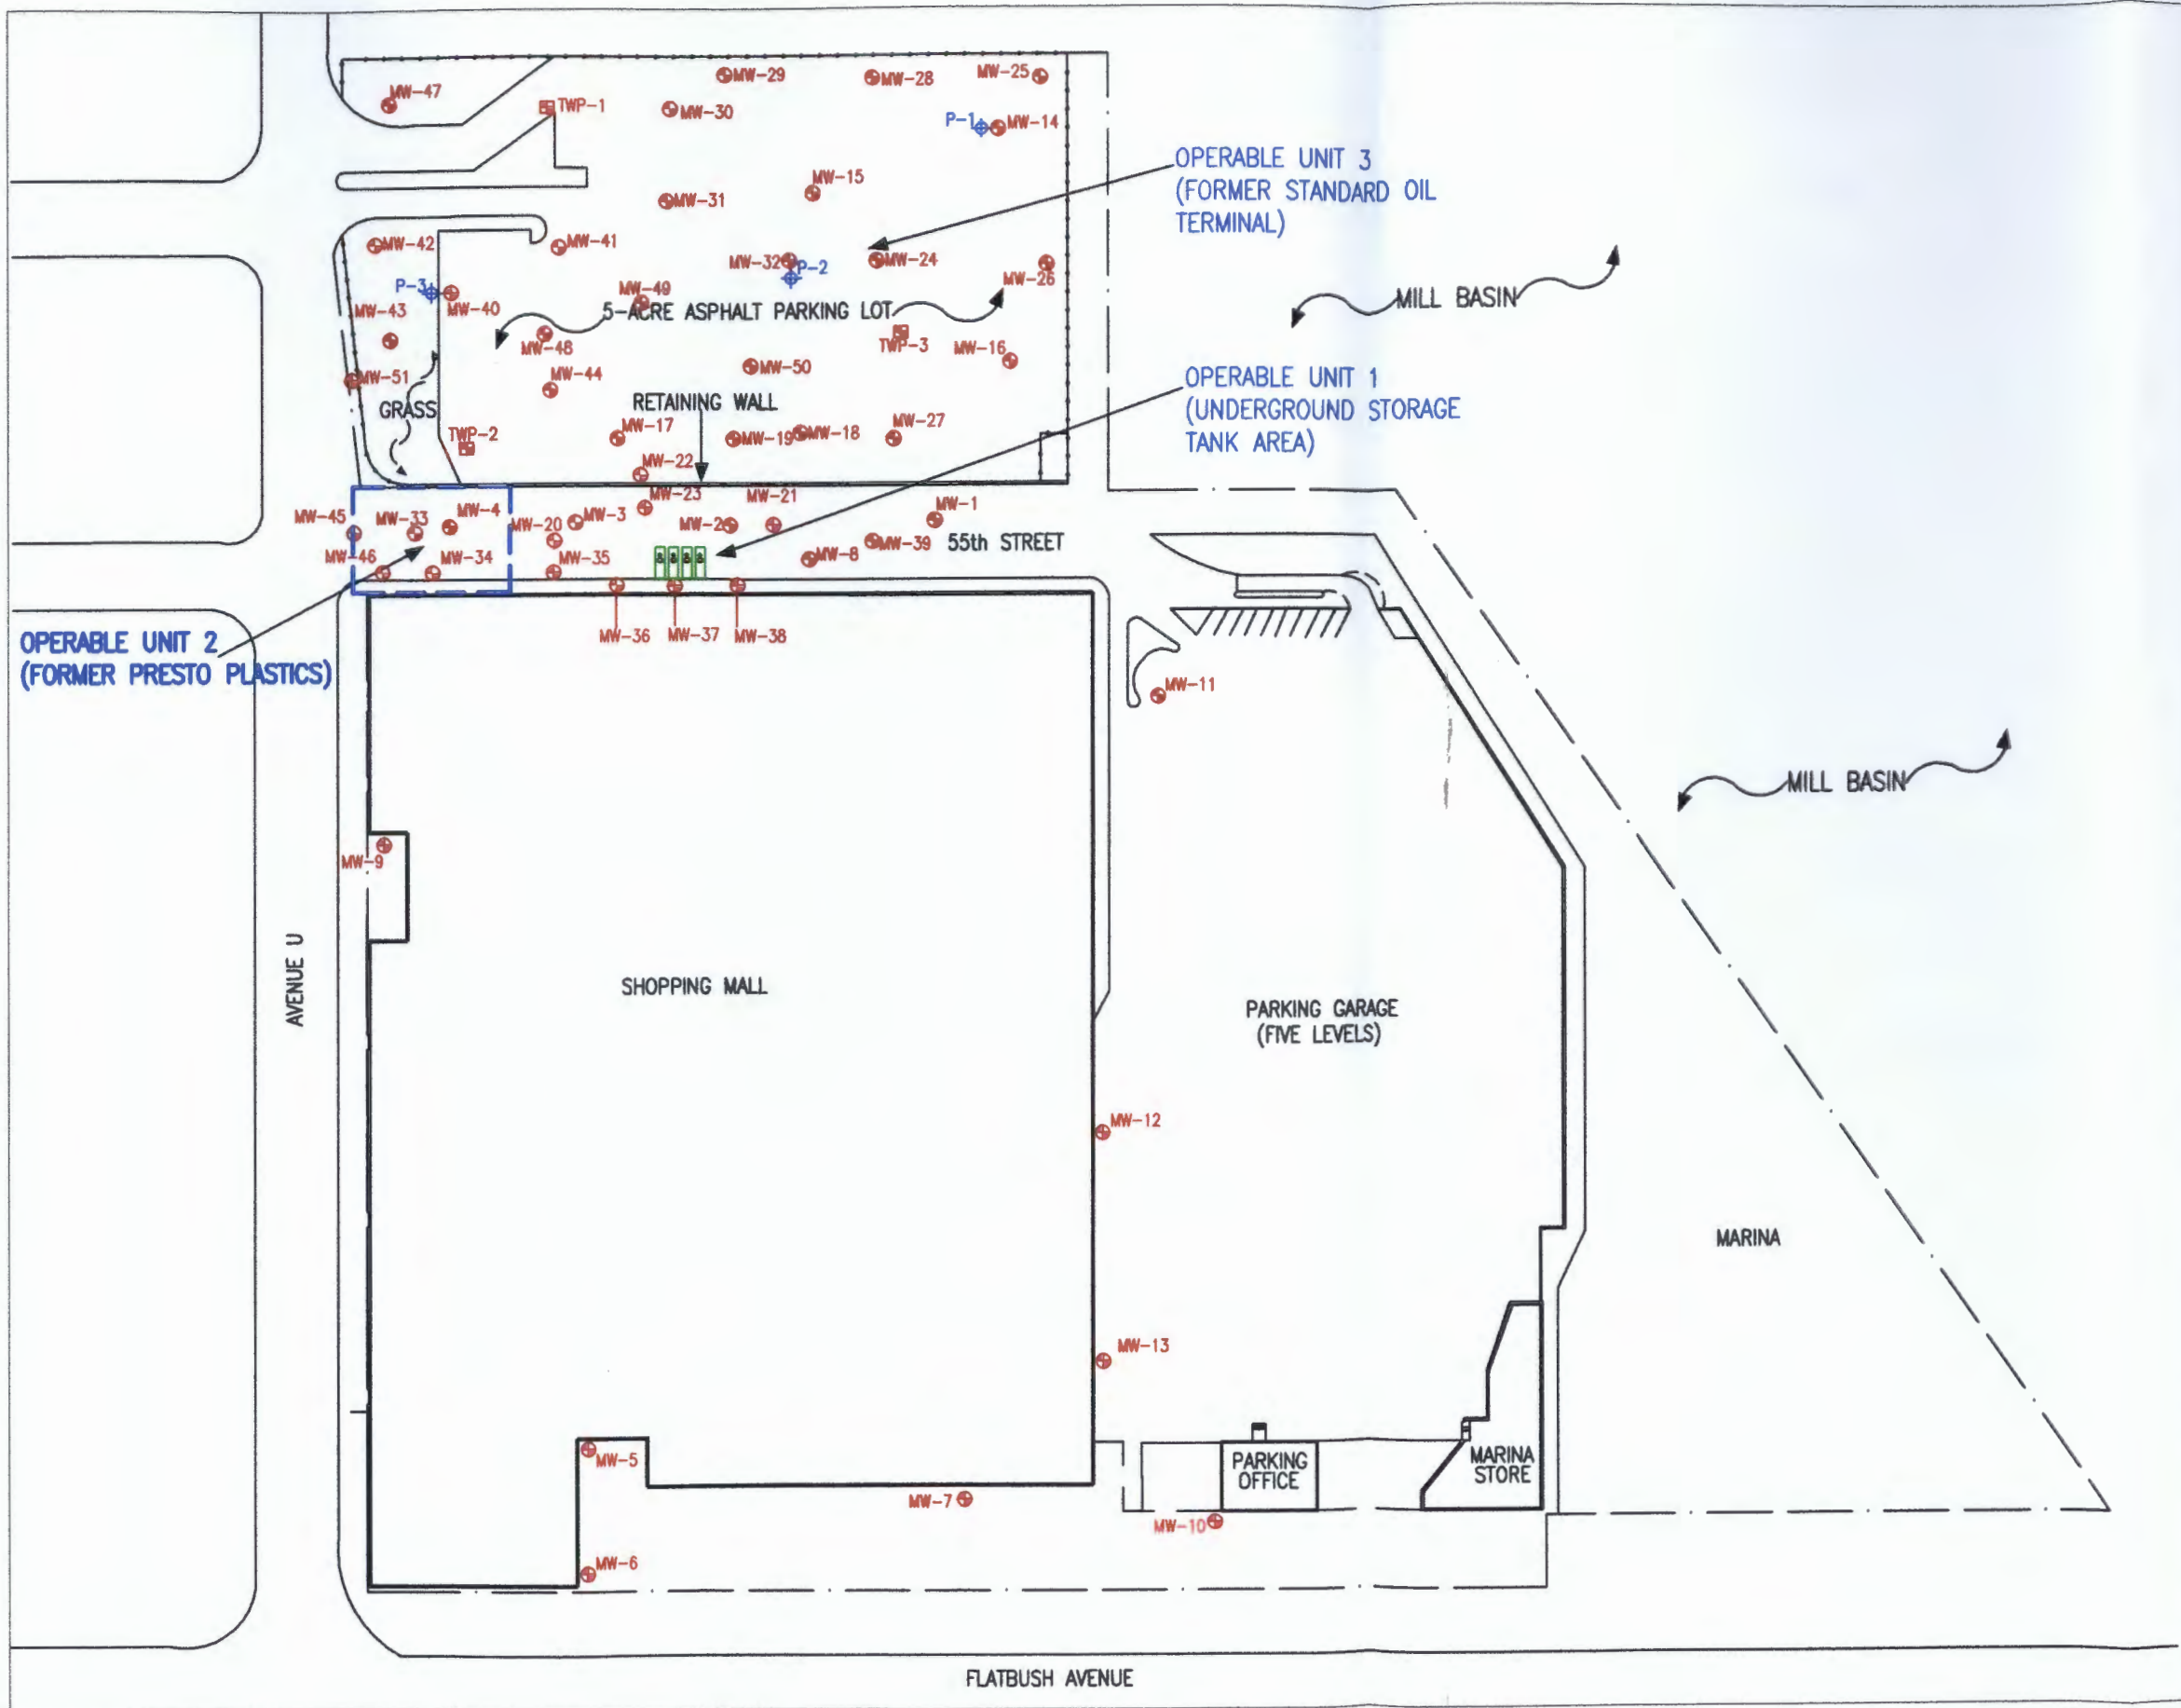 MW-29
MW-28
MW-25
MW-47
TWP-1
MW-30
P-1
MW-14
OPERABLE UNIT 3
(FORMER STANDARD OIL
TERMINAL)
MW-15
MW-31
MW-42
MW-41
MW-32
P-2
MW-24
MW-26
P-3
MW-40
MW-49
MILL BASIN
MW-43
5-ACRE ASPHALT PARKING LOT
MW-48
TWP-3
MW-16
MW-51
MW-44
MW-50
OPERABLE UNIT 1
(UNDERGROUND STORAGE
TANK AREA)
GRASS
RETAINING WALL
TWP-2
MW-17
MW-19
MW-18
MW-27
MW-22
MW-23
MW-21
MW-1
MW-45
MW-33
MW-4
MW-20
MW-3
MW-2
MW-39
55th STREET
MW-46
MW-34
MW-35
MW-8
MW-36
MW-37
MW-38
OPERABLE UNIT 2
(FORMER PRESTO PLASTICS)
MW-11
MILL BASIN
MW-9
AVENUE U
SHOPPING MALL
PARKING GARAGE
(FIVE LEVELS)
MW-12
MARINA
MW-13
MW-5
PARKING
OFFICE
MARINA
STORE
MW-7
MW-10
MW-6
FLATBUSH AVENUE